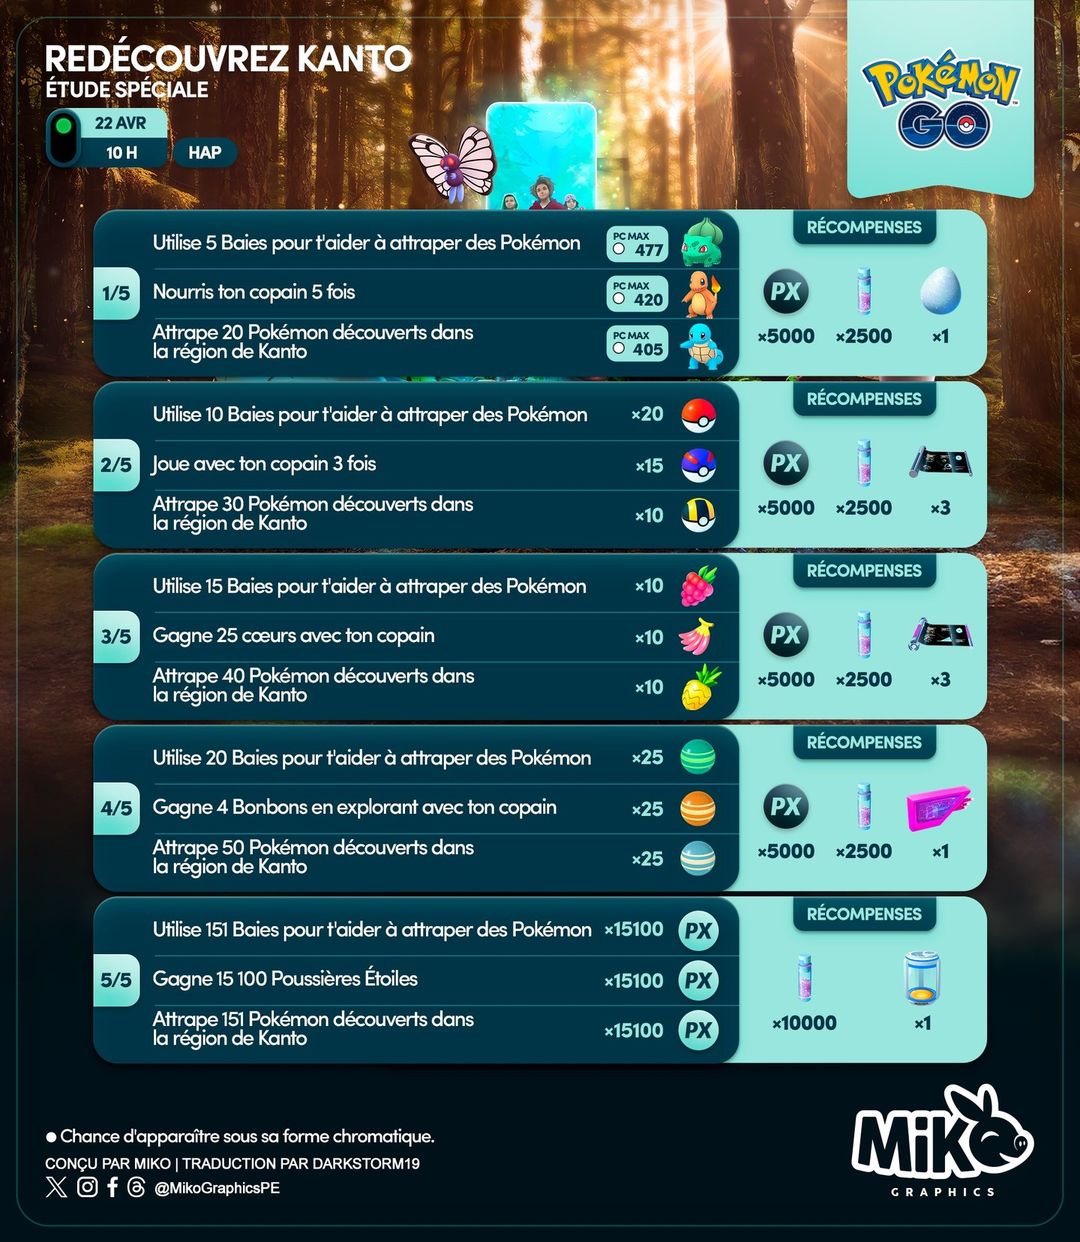 REDÉCOUVREZ KANTO
ÉTUDE SPÉCIALE
22 AVR
10 H
HAP
POKÉMON
GO
RÉCOMPENSES
1/5
Utilise 5 Baies pour t'aider à attraper des Pokémon
PC MAX
477
Nourris ton copain 5 fois
PC MAX
420
Attrape 20 Pokémon découverts dans
la région de Kanto
PC MAX
405
PX
×5000 ×2500 ×1
RÉCOMPENSES
2/5
Utilise 10 Baies pour t'aider à attraper des Pokémon ×20
Joue avec ton copain 3 fois ×15
Attrape 30 Pokémon découverts dans
la région de Kanto
×10
PX
×5000 ×2500 ×3
RÉCOMPENSES
3/5
Utilise 15 Baies pour t'aider à attraper des Pokémon ×10
Gagne 25 cœurs avec ton copain ×10
Attrape 40 Pokémon découverts dans
la région de Kanto
×10
PX
×5000 ×2500 ×3
RÉCOMPENSES
4/5
Utilise 20 Baies pour t'aider à attraper des Pokémon ×25
Gagne 4 Bonbons en explorant avec ton copain ×25
Attrape 50 Pokémon découverts dans
la région de Kanto
×25
PX
×5000 ×2500 ×1
RÉCOMPENSES
5/5
Utilise 151 Baies pour t'aider à attraper des Pokémon ×15100 PX
Gagne 15 100 Poussières Étoiles ×15100 PX
Attrape 151 Pokémon découverts dans
la région de Kanto
×15100 PX
×10000 ×1
Chance d'apparaître sous sa forme chromatique.
CONÇU PAR MIKO | TRADUCTION PAR DARKSTORM19
@MikoGraphicsPE
MiKO
GRAPHICS